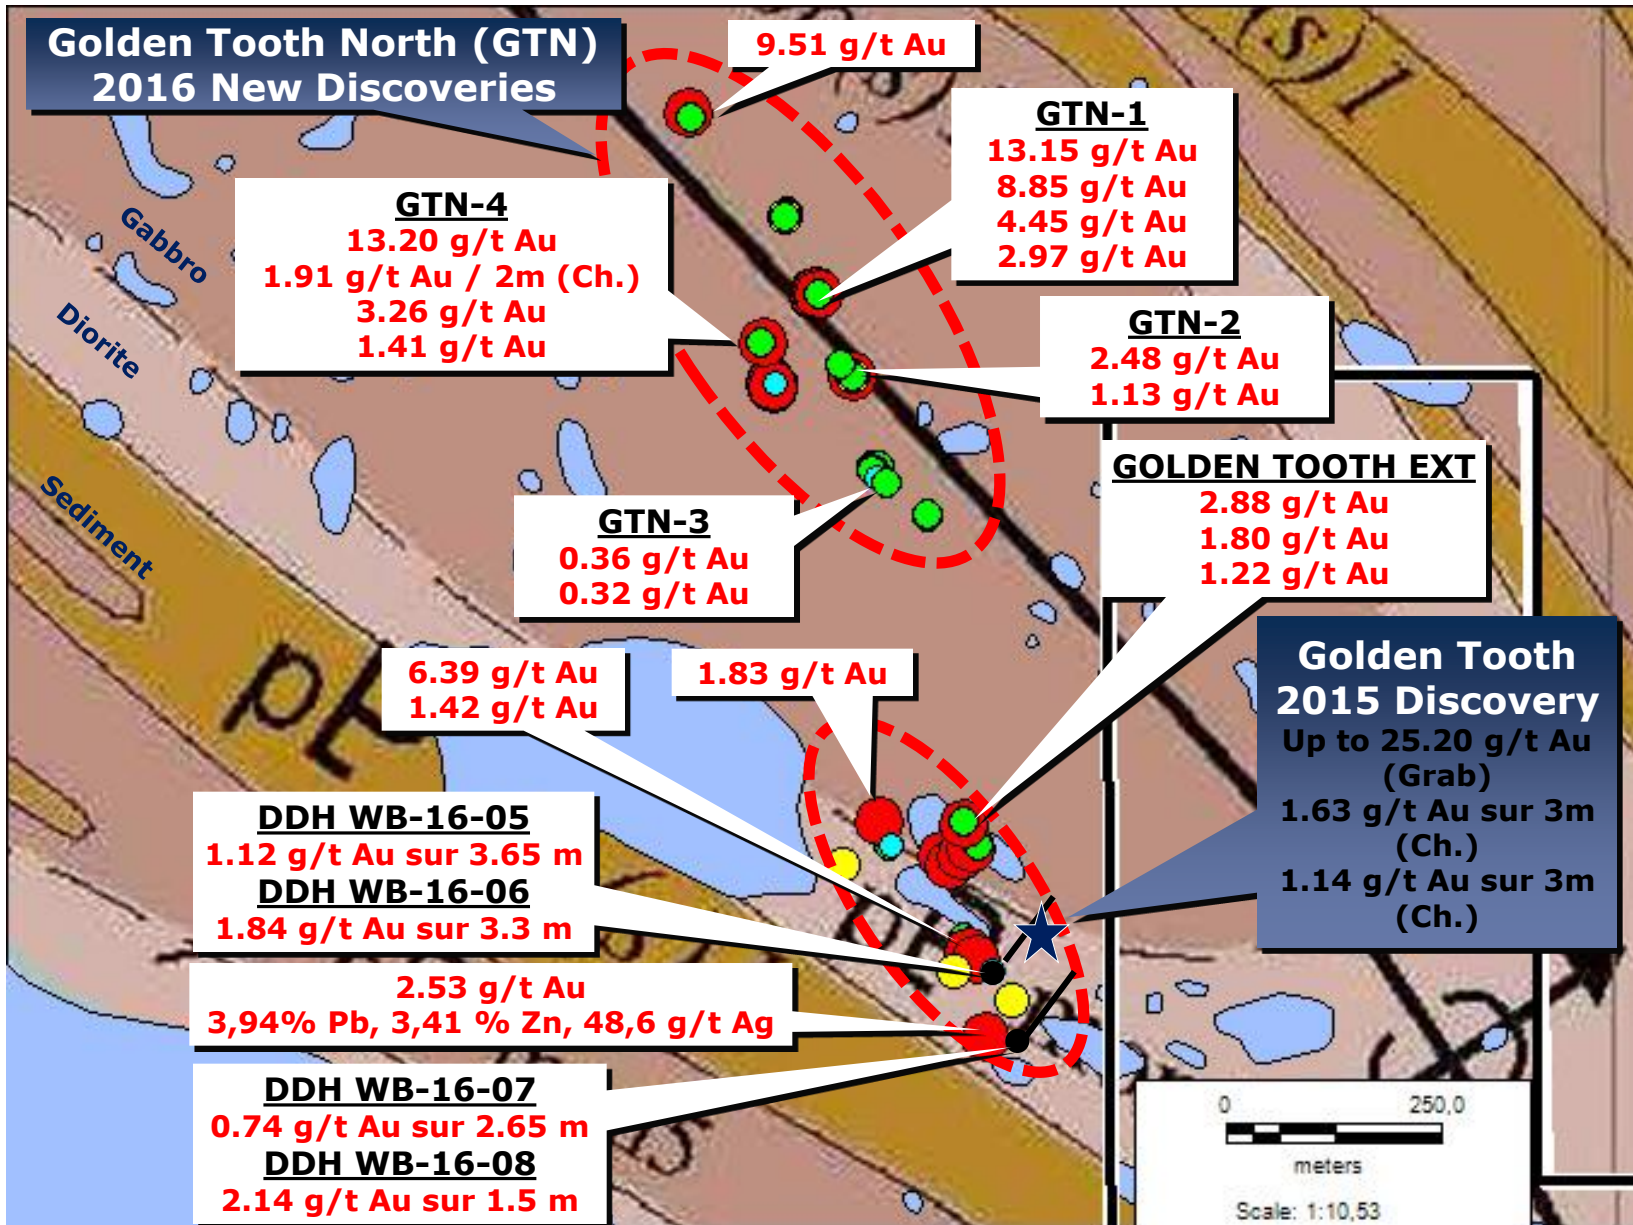 Golden Tooth North (GTN)
2016 New Discoveries
9.51 g/t Au
GTN-1
13.15 g/t Au
8.85 g/t Au
4.45 g/t Au
2.97 g/t Au
GTN-4
13.20 g/t Au
1.91 g/t Au / 2m (Ch.)
3.26 g/t Au
1.41 g/t Au
Gabbro
Diorite
Sediment
GTN-2
2.48 g/t Au
1.13 g/t Au
GOLDEN TOOTH EXT
2.88 g/t Au
1.80 g/t Au
1.22 g/t Au
GTN-3
0.36 g/t Au
0.32 g/t Au
6.39 g/t Au
1.42 g/t Au
1.83 g/t Au
Golden Tooth
2015 Discovery
Up to 25.20 g/t Au
(Grab)
1.63 g/t Au sur 3m
(Ch.)
1.14 g/t Au sur 3m
(Ch.)
DDH WB-16-05
1.12 g/t Au sur 3.65 m
DDH WB-16-06
1.84 g/t Au sur 3.3 m
2.53 g/t Au
3,94% Pb, 3,41 % Zn, 48,6 g/t Ag
DDH WB-16-07
0.74 g/t Au sur 2.65 m
DDH WB-16-08
2.14 g/t Au sur 1.5 m
0 250,0
meters
Scale: 1:10,53